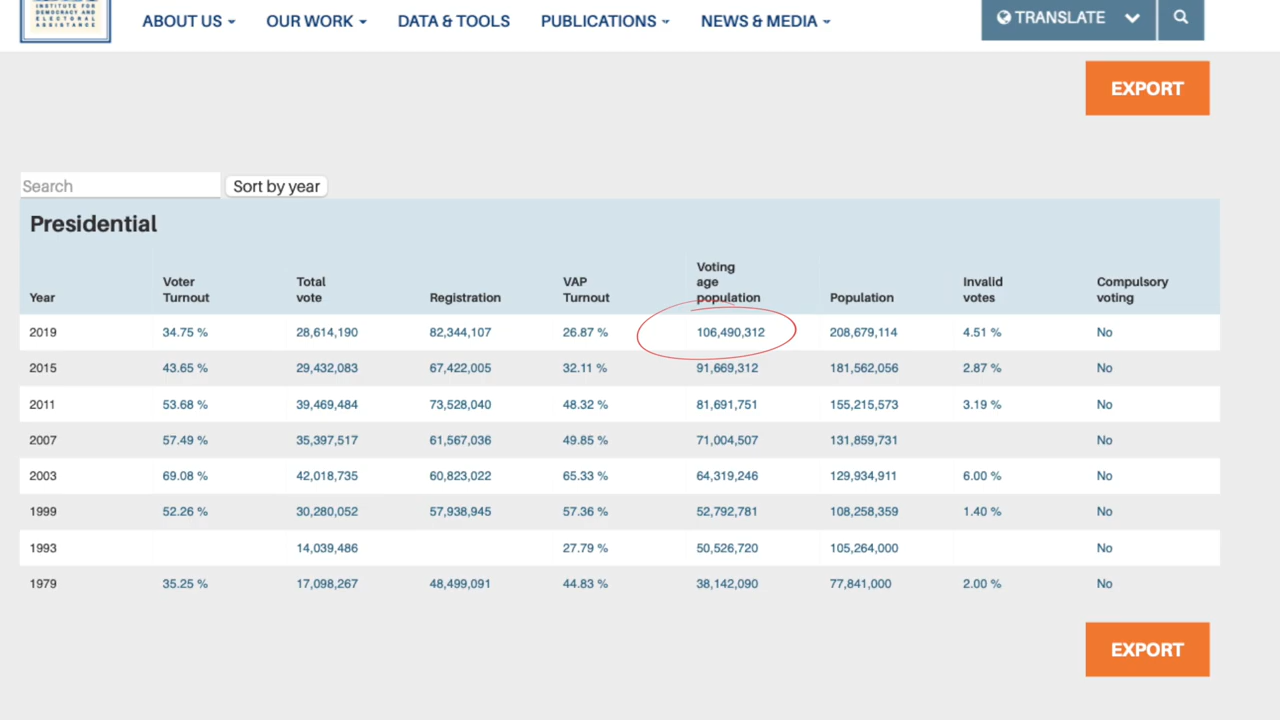 INSTITUTE FOR
DEMOCRACY AND
ELECTORAL
ASSISTANCE
ABOUT US OUR WORK DATA & TOOLS PUBLICATIONS NEWS & MEDIA TRANSLATE
EXPORT
Search Sort by year
Presidential
Year Voter Turnout Total vote Registration VAP Turnout Voting age population Population Invalid votes Compulsory voting
2019 34.75 % 28,614,190 82,344,107 26.87 % 106,490,312 208,679,114 4.51 % No
2015 43.65 % 29,432,083 67,422,005 32.11 % 91,669,312 181,562,056 2.87 % No
2011 53.68 % 39,469,484 73,528,040 48.32 % 81,691,751 155,215,573 3.19 % No
2007 57.49 % 35,397,517 61,567,036 49.85 % 71,004,507 131,859,731 No
2003 69.08 % 42,018,735 60,823,022 65.33 % 64,319,246 129,934,911 6.00 % No
1999 52.26 % 30,280,052 57,938,945 57.36 % 52,792,781 108,258,359 1.40 % No
1993 14,039,486 27.79 % 50,526,720 105,264,000 No
1979 35.25 % 17,098,267 48,499,091 44.83 % 38,142,090 77,841,000 2.00 % No
EXPORT